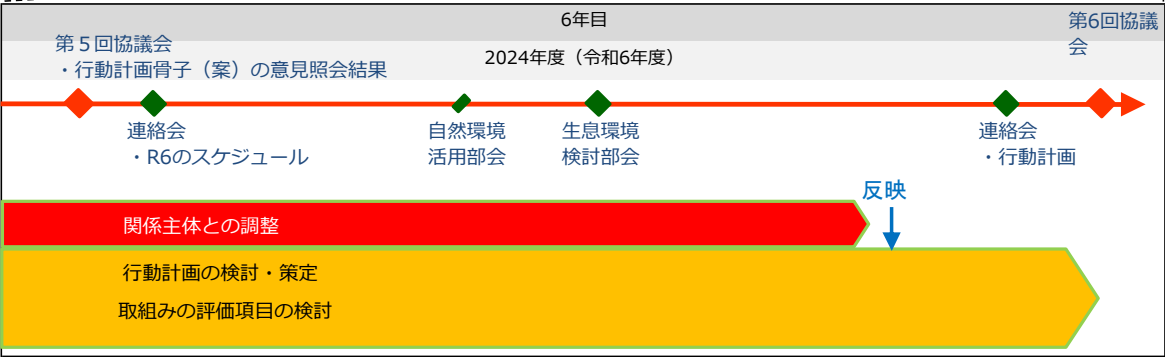 6年目
第6回協議
会
第5回協議会
・行動計画骨子(案)の意見照会結果
2024年度(令和6年度)
連絡会
・R6のスケジュール
自然環境
活用部会
生息環境
検討部会
連絡会
・行動計画
反映
関係主体との調整
行動計画の検討・策定
取組みの評価項目の検討